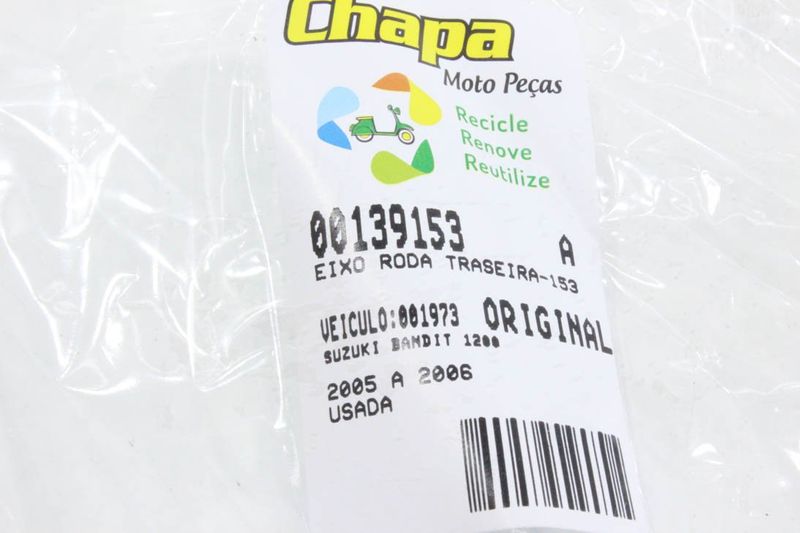 Chapa
Moto Peças
Recicle
Renove
Reutilize
00139153 A
EIXO RODA TRASEIRA-153
VEICULO:001973 ORIGINAL
SUZUKI BANDIT 1200
2005 A 2006
USADA